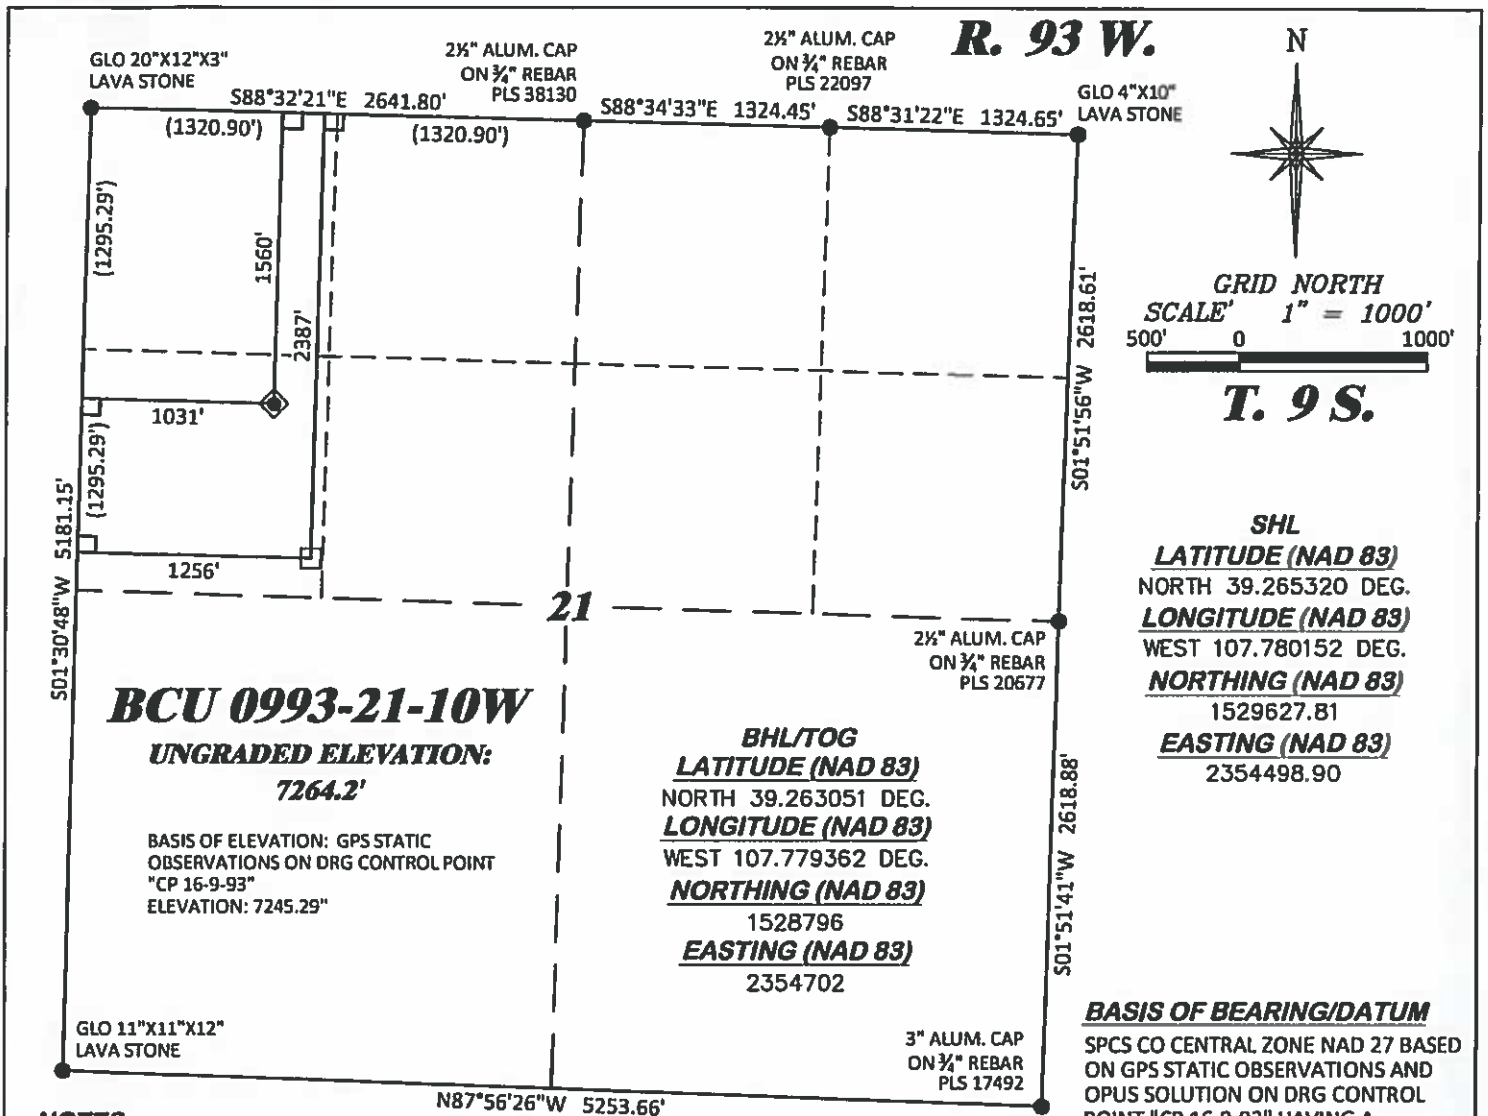 R. 93 W.
N
GLO 20"X12"X3"
LAVA STONE
2½" ALUM. CAP
ON ¾" REBAR
PLS 38130
2½" ALUM. CAP
ON ¾" REBAR
PLS 22097
GLO 4"X10"
LAVA STONE
S88°32'21"E 2641.80'
(1320.90')
(1320.90')
S88°34'33"E 1324.45'
S88°31'22"E 1324.65'
(1295.29')
1560'
2387'
1031'
(1295.29')
S01°30'48"W 5181.15'
1256'
S01°51'56"W 2618.61'
GRID NORTH
SCALE' 1" = 1000'
500' 0 1000'
T. 9 S.
21
2½" ALUM. CAP
ON ¾" REBAR
PLS 20677
SHL
LATITUDE (NAD 83)
NORTH 39.265320 DEG.
LONGITUDE (NAD 83)
WEST 107.780152 DEG.
NORTHING (NAD 83)
1529627.81
EASTING (NAD 83)
2354498.90
BCU 0993-21-10W
UNGRADED ELEVATION:
7264.2'
BASIS OF ELEVATION: GPS STATIC
OBSERVATIONS ON DRG CONTROL POINT
"CP 16-9-93"
ELEVATION: 7245.29"
BHL/TOG
LATITUDE (NAD 83)
NORTH 39.263051 DEG.
LONGITUDE (NAD 83)
WEST 107.779362 DEG.
NORTHING (NAD 83)
1528796
EASTING (NAD 83)
2354702
S01°51'41"W 2618.88'
GLO 11"X11"X12"
LAVA STONE
3" ALUM. CAP
ON ¾" REBAR
PLS 17492
N87°56'26"W 5253.66'
BASIS OF BEARING/DATUM
SPCS CO CENTRAL ZONE NAD 27 BASED
ON GPS STATIC OBSERVATIONS AND
OPUS SOLUTION ON DRG CONTROL
POINT "CP 16-9-93" HAVING A
NOTES